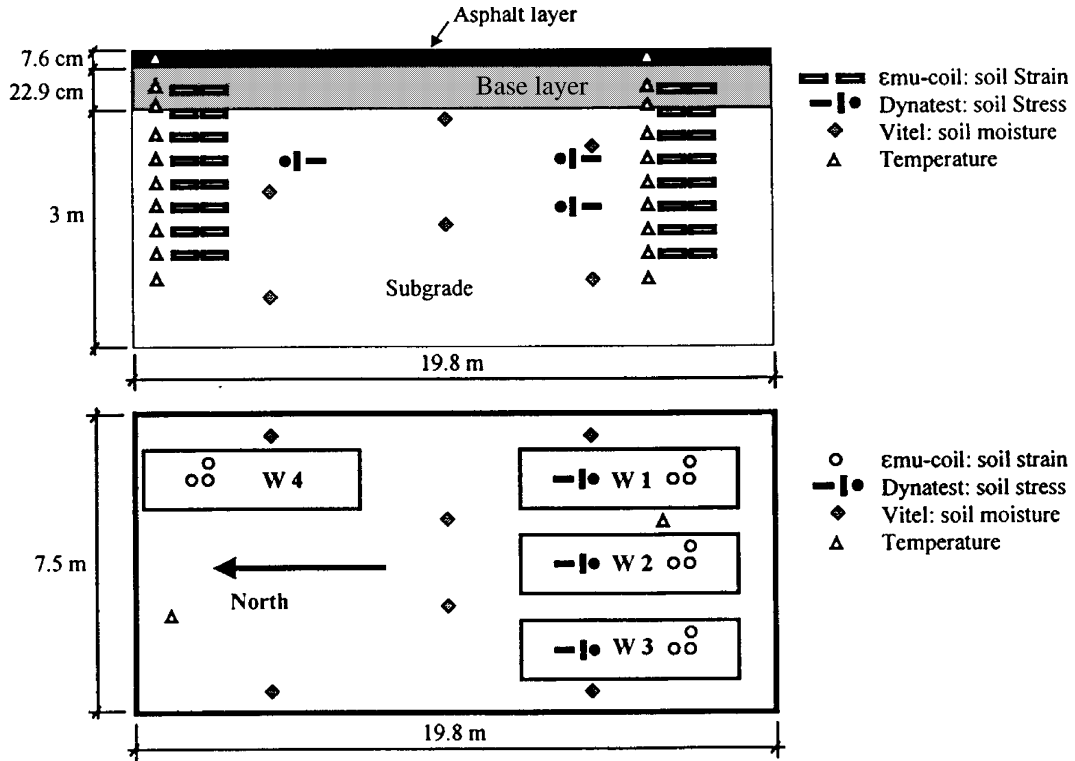 Asphalt layer
7.6 cm
22.9 cm
Base layer
3 m
Subgrade
19.8 m
εmu-coil: soil Strain
Dynatest: soil Stress
Vitel: soil moisture
Temperature
W 4
W 1
W 2
W 3
7.5 m
North
19.8 m
εmu-coil: soil strain
Dynatest: soil stress
Vitel: soil moisture
Temperature